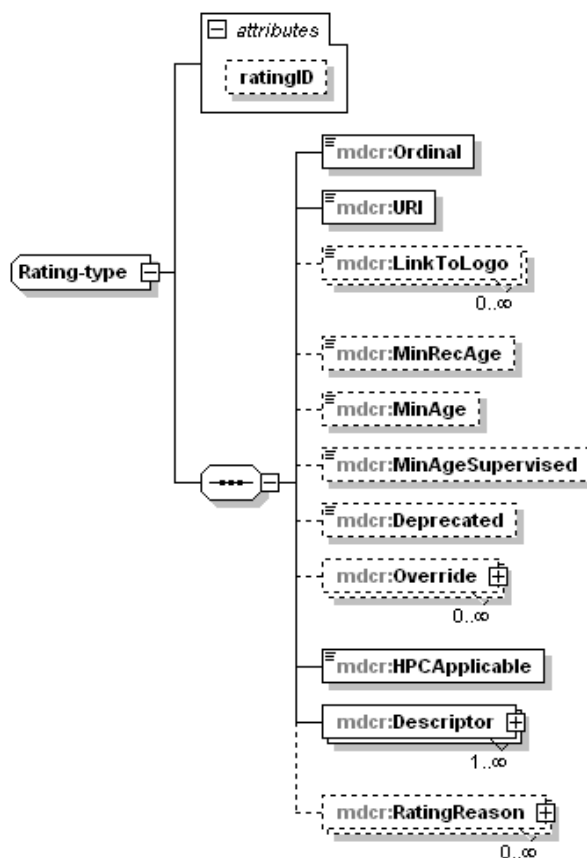 attributes
ratingID
mdcr:Ordinal
mdcr:URI
mdcr:LinkToLogo
0..∞
Rating-type
mdcr:MinRecAge
mdcr:MinAge
mdcr:MinAgeSupervised
mdcr:Deprecated
mdcr:Override
0..∞
mdcr:HPCApplicable
mdcr:Descriptor
1..∞
mdcr:RatingReason
0..∞